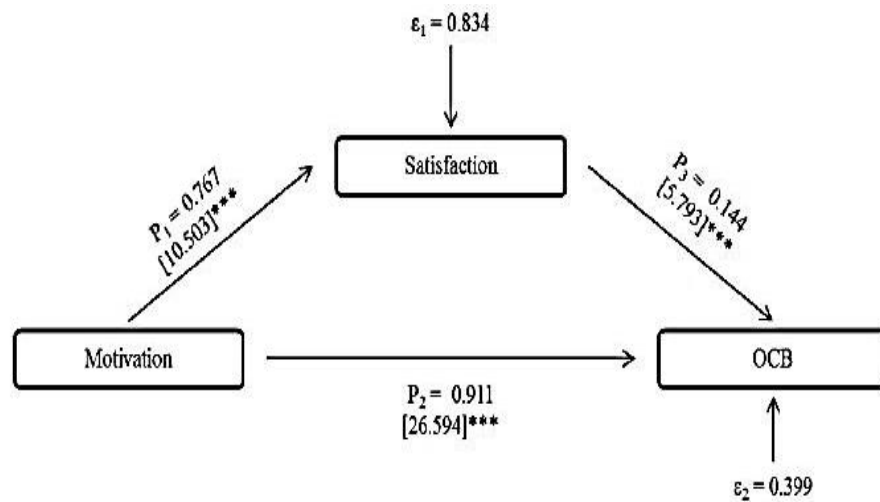 ε₁ = 0.834
Satisfaction
P₁ = 0.767
[10.503]***
P₃ = 0.144
[5.793]***
Motivation
OCB
P₂ = 0.911
[26.594]***
ε₂ = 0.399